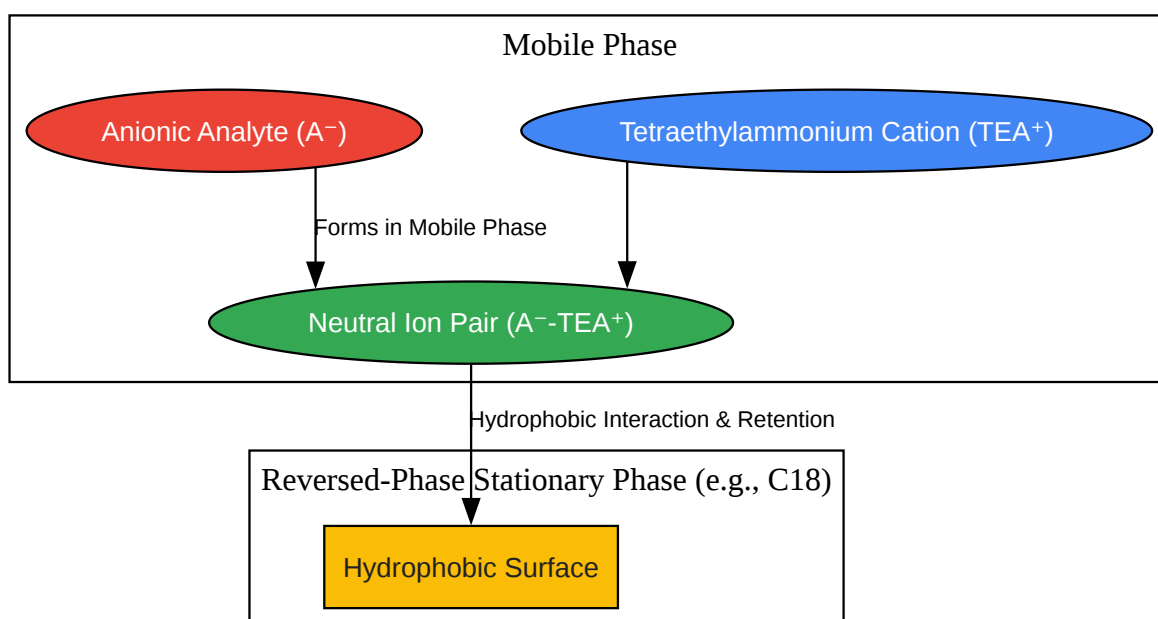 Mobile Phase
Anionic Analyte (A⁻)
Tetraethylammonium Cation (TEA⁺)
Forms in Mobile Phase
Neutral Ion Pair (A⁻-TEA⁺)
Hydrophobic Interaction & Retention
Reversed-Phase Stationary Phase (e.g., C18)
Hydrophobic Surface